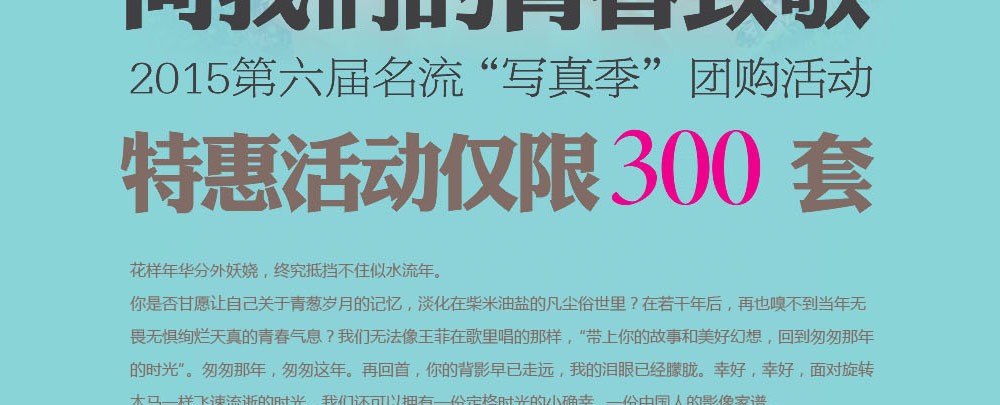 向我们的青春致敬
2015第六届名流“写真季”团购活动
特惠活动仅限300 套
花样年华分外妖娆，终究抵挡不住似水流年。
你是否甘愿让自己关于青葱岁月的记忆，淡化在柴米油盐的凡尘俗世里？在若干年后，再也嗅不到当年无
畏无惧绚烂天真的青春气息？我们无法像王菲在歌里唱的那样，“带上你的故事和美好幻想，回到匆匆那年
的时光”。匆匆那年，匆匆这年。再回首，你的背影早已走远，我的泪眼已经朦胧。幸好，幸好，面对旋转
木马一样飞速流逝的时光，我们还可以拥有一份定格时光的小确幸，一份中国人的影像家谱。